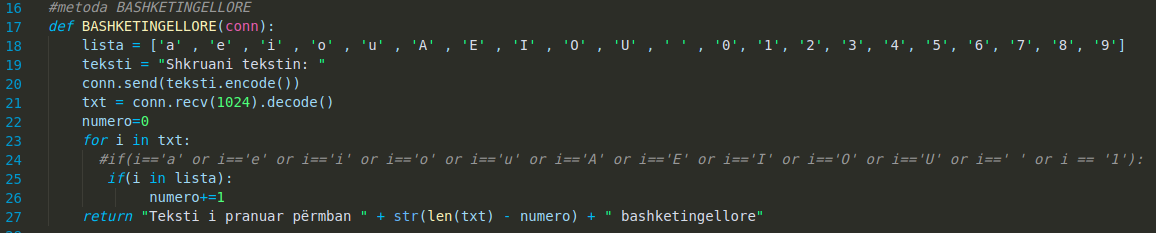 16 #metoda BASHKETINGELLORE
17 def BASHKETINGELLORE(conn):
18 lista = ['a' , 'e' , 'i' , 'o' , 'u' , 'A' , 'E' , 'I' , 'O' , 'U' , ' ' , '0', '1', '2', '3', '4', '5', '6', '7', '8', '9']
19 teksti = "Shkruani tekstin: "
20 conn.send(teksti.encode())
21 txt = conn.recv(1024).decode()
22 numero=0
23 for i in txt:
24 #if(i=='a' or i=='e' or i=='i' or i=='o' or i=='u' or i=='A' or i=='E' or i=='I' or i=='O' or i=='U' or i==' ' or i == '1'):
25 if(i in lista):
26 numero+=1
27 return "Teksti i pranuar përmban " + str(len(txt) - numero) + " bashketingellore"